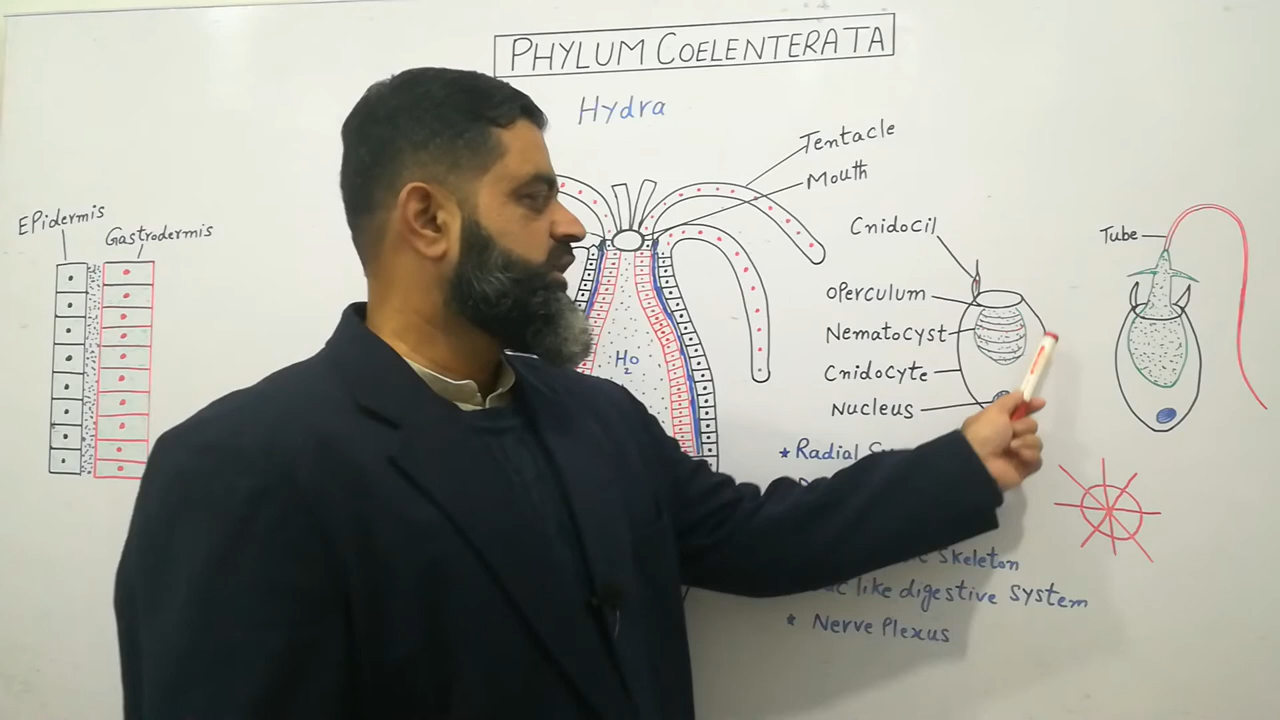 PHYLUM COELENTERATA
Hydra
Tentacle
Mouth
EPidermis
Gastrodermis
Cnidocil
Tube
OPerculum
Nematocyst
H2O
Cnidocyte
Nucleus
* Radial
skeleton
like digestive system
* Nerve Plexus